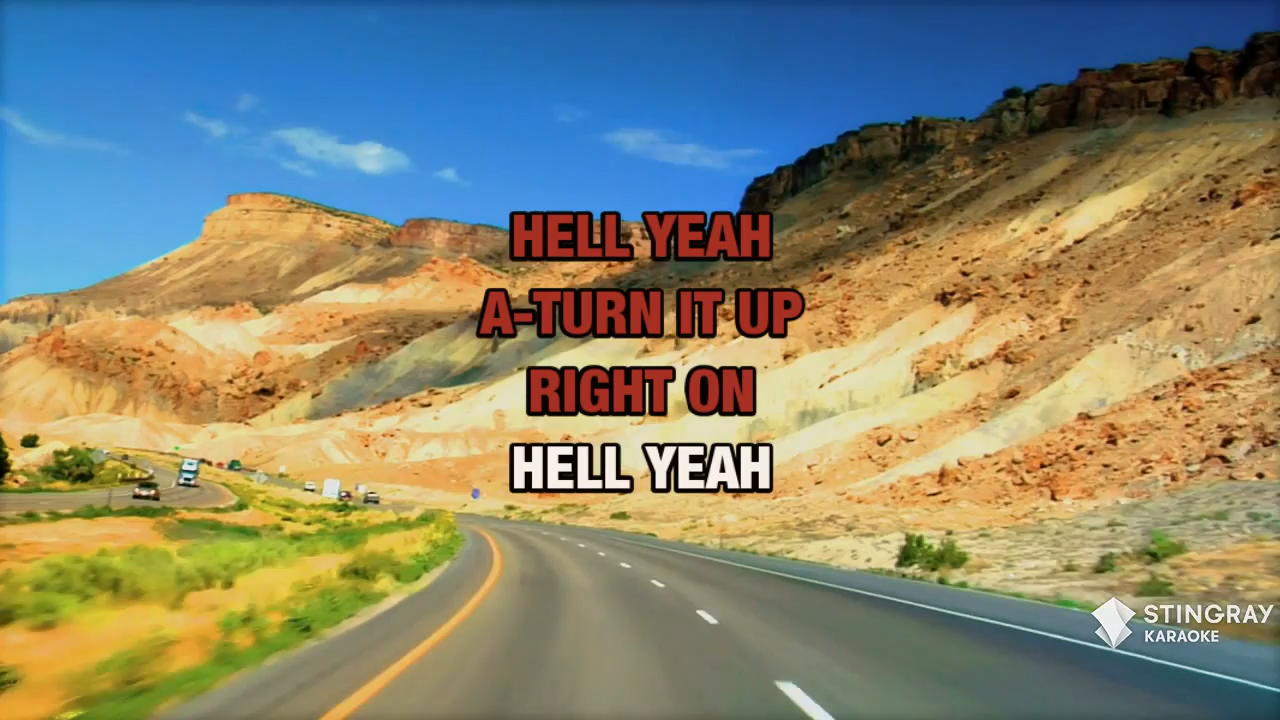 HELL YEAH
A-TURN IT UP
RIGHT ON
HELL YEAH
STINGRAY
KARAOKE